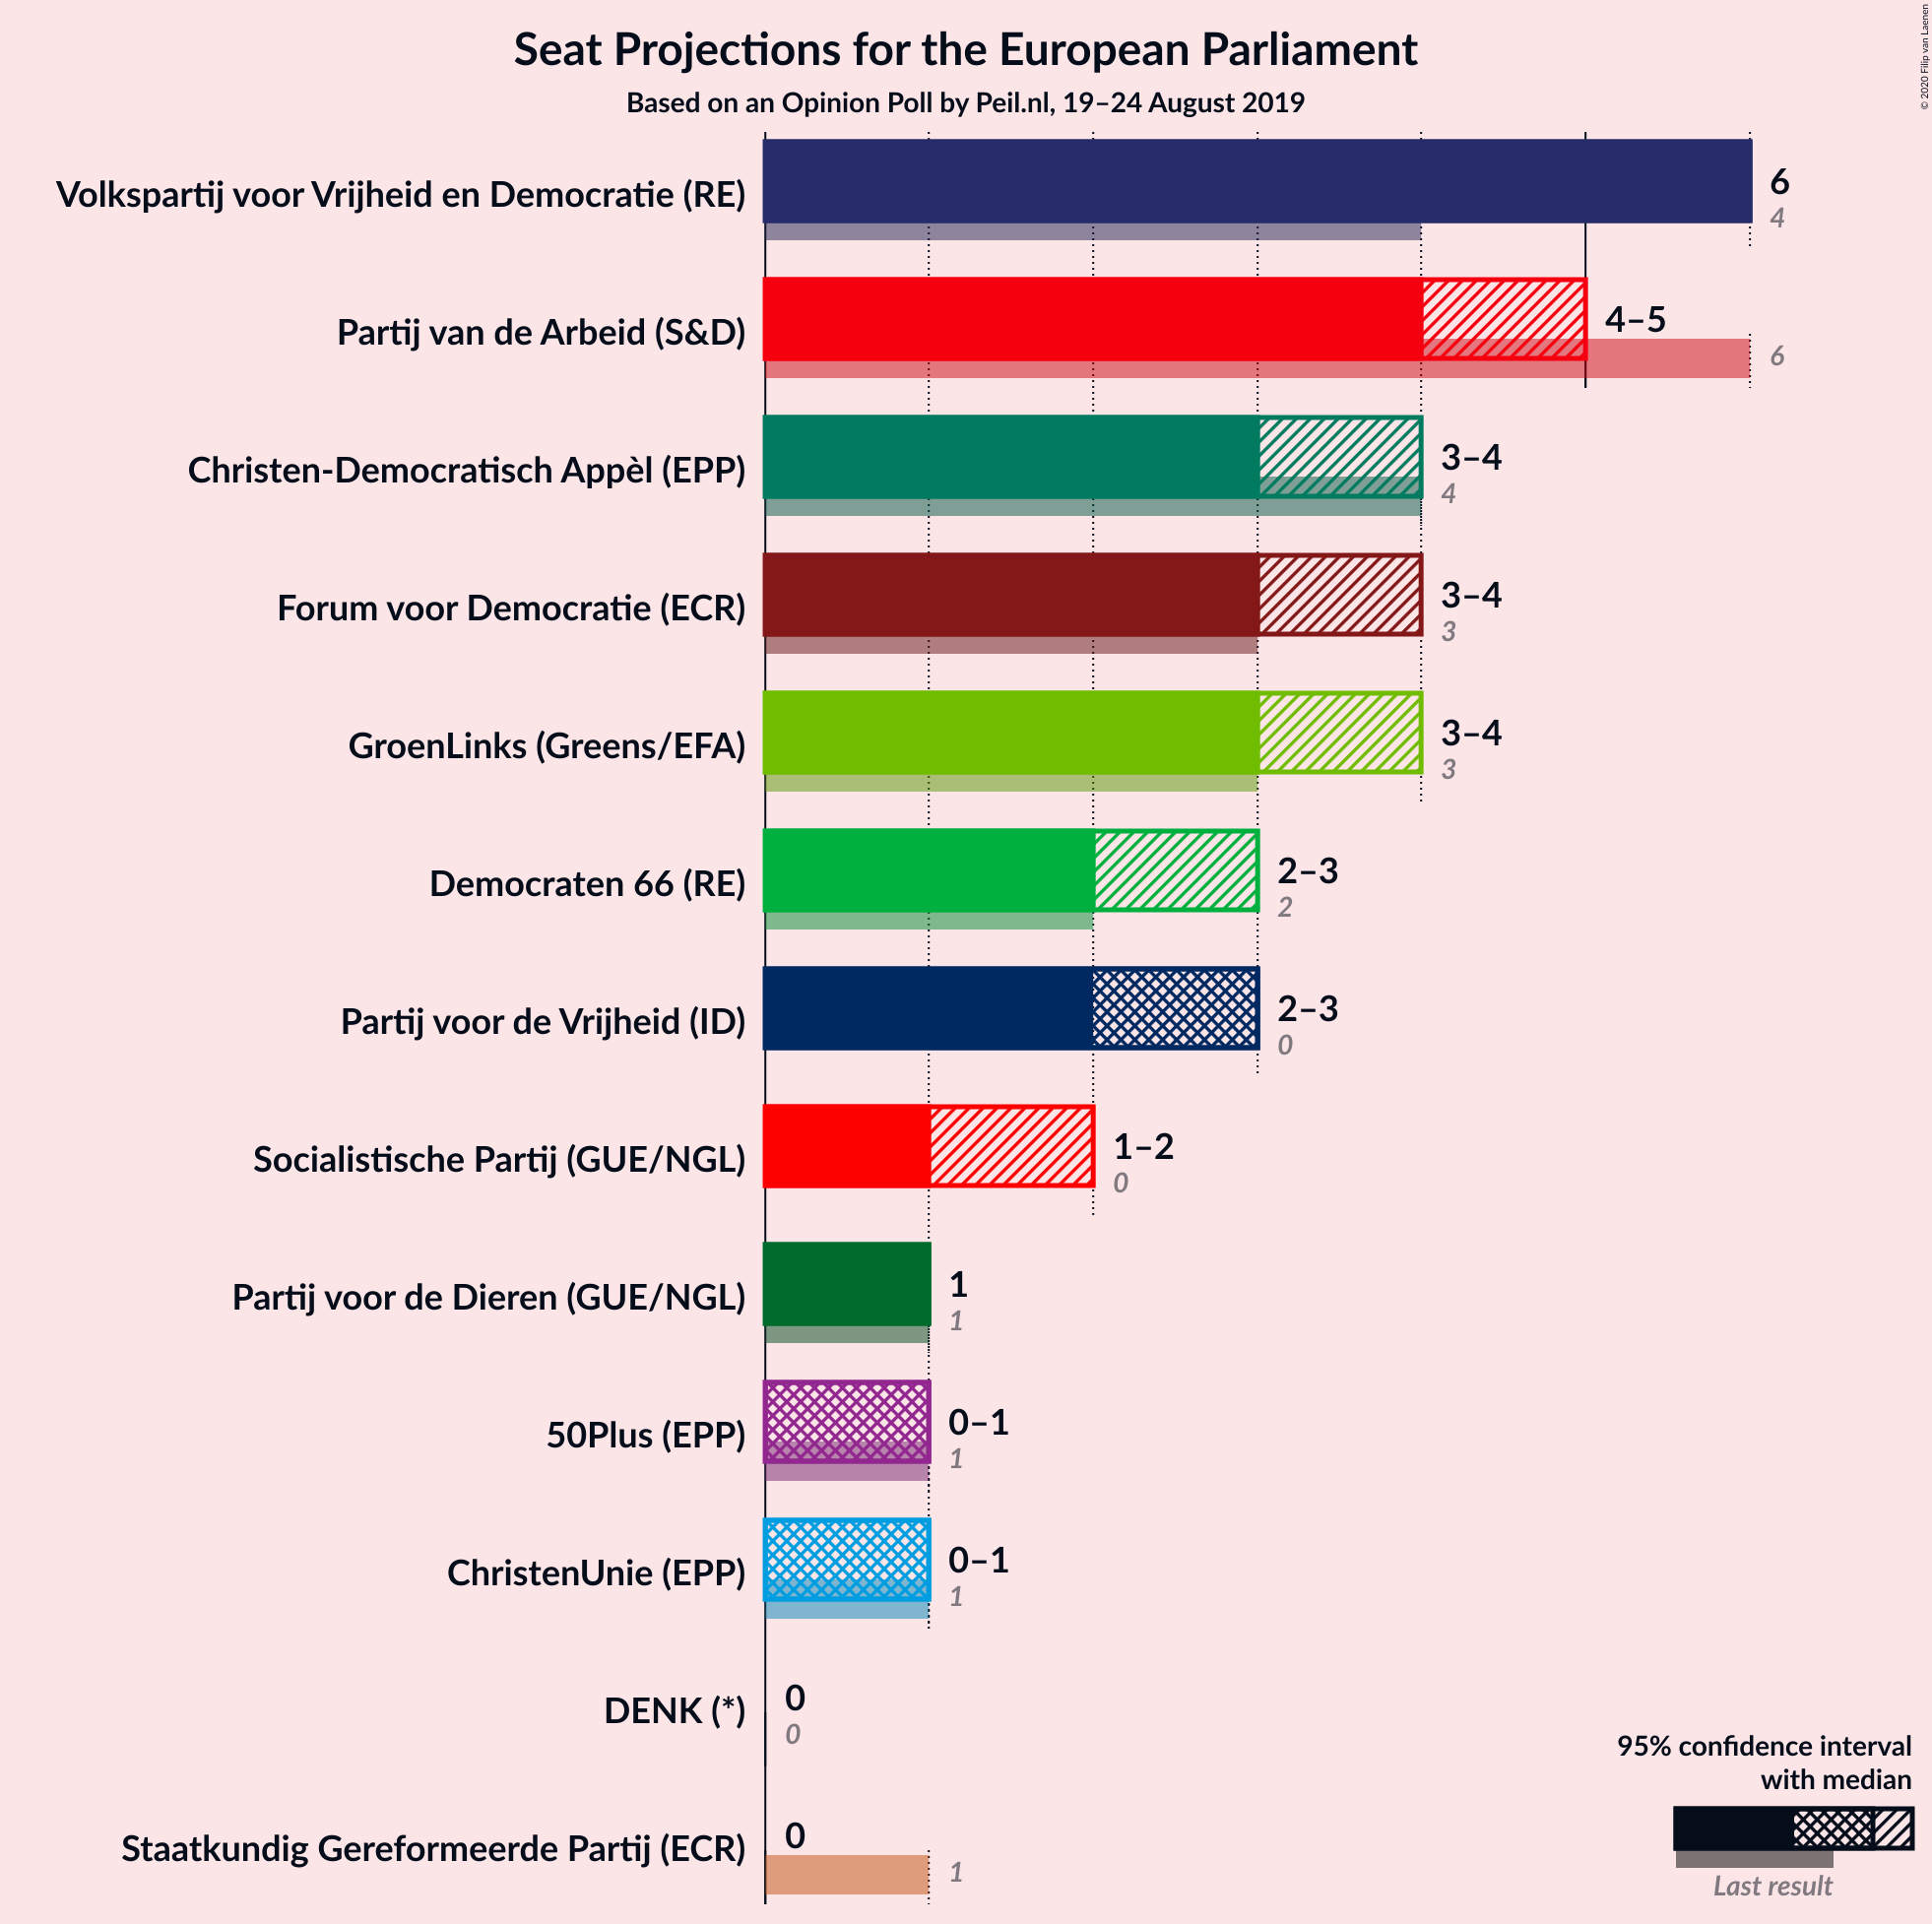 Seat Projections for the European Parliament
Based on an Opinion Poll by Peil.nl, 19–24 August 2019
© 2020 Filip van Laenen
Volkspartij voor Vrijheid en Democratie (RE)
6
4
Partij van de Arbeid (S&D)
4–5
6
Christen-Democratisch Appèl (EPP)
3–4
4
Forum voor Democratie (ECR)
3–4
3
GroenLinks (Greens/EFA)
3–4
3
Democraten 66 (RE)
2–3
2
Partij voor de Vrijheid (ID)
2–3
0
Socialistische Partij (GUE/NGL)
1–2
0
Partij voor de Dieren (GUE/NGL)
1
1
50Plus (EPP)
0–1
1
ChristenUnie (EPP)
0–1
1
DENK (*)
0
0
Staatkundig Gereformeerde Partij (ECR)
0
1
95% confidence interval
with median
Last result